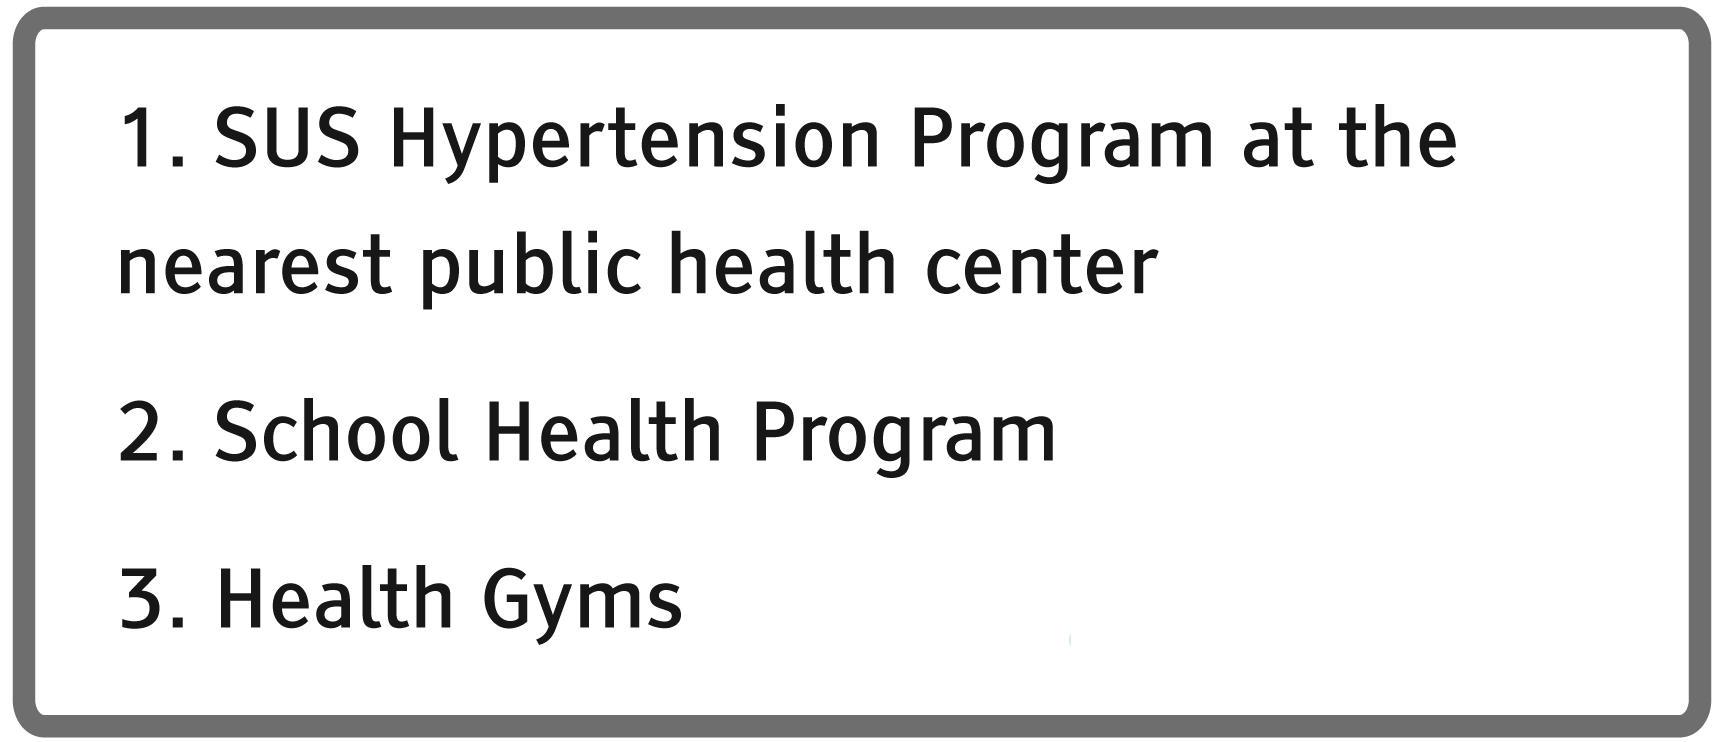 1. SUS Hypertension Program at the
nearest public health center
2. School Health Program
3. Health Gyms